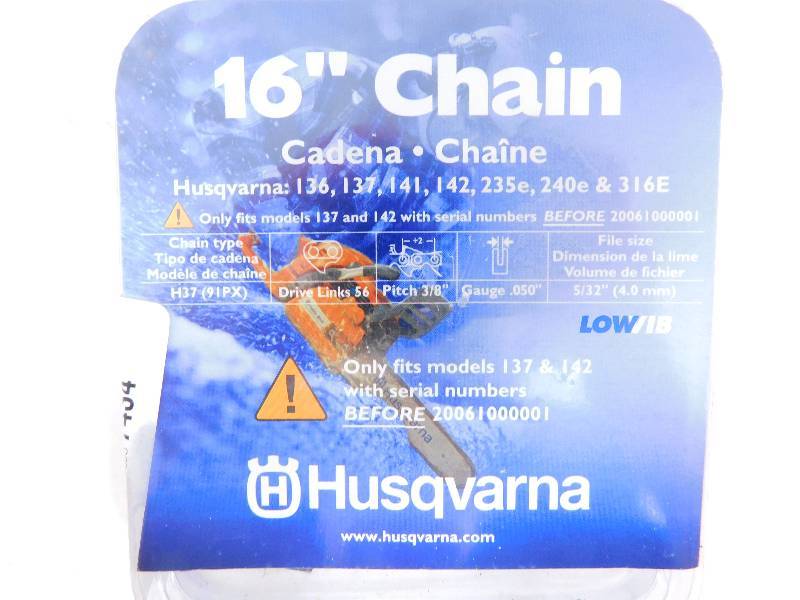 16" Chain
Cadena • Chaîne
Husqvarna: 136, 137, 141, 142, 235e, 240e & 316E
Only fits models 137 and 142 with serial numbers BEFORE 20061000001
Chain type
Tipo de cadena
Modèle de chaîne
÷2
File size
Dimension de la lime
Volume de fichier
H37 (91PX) Drive Links 56 Pitch 3/8" Gauge .050" 5/32" (4.0 mm)
LOW/IB
Only fits models 137 & 142
with serial numbers
BEFORE 20061000001
Husqvarna
H Husqvarna
www.husqvarna.com